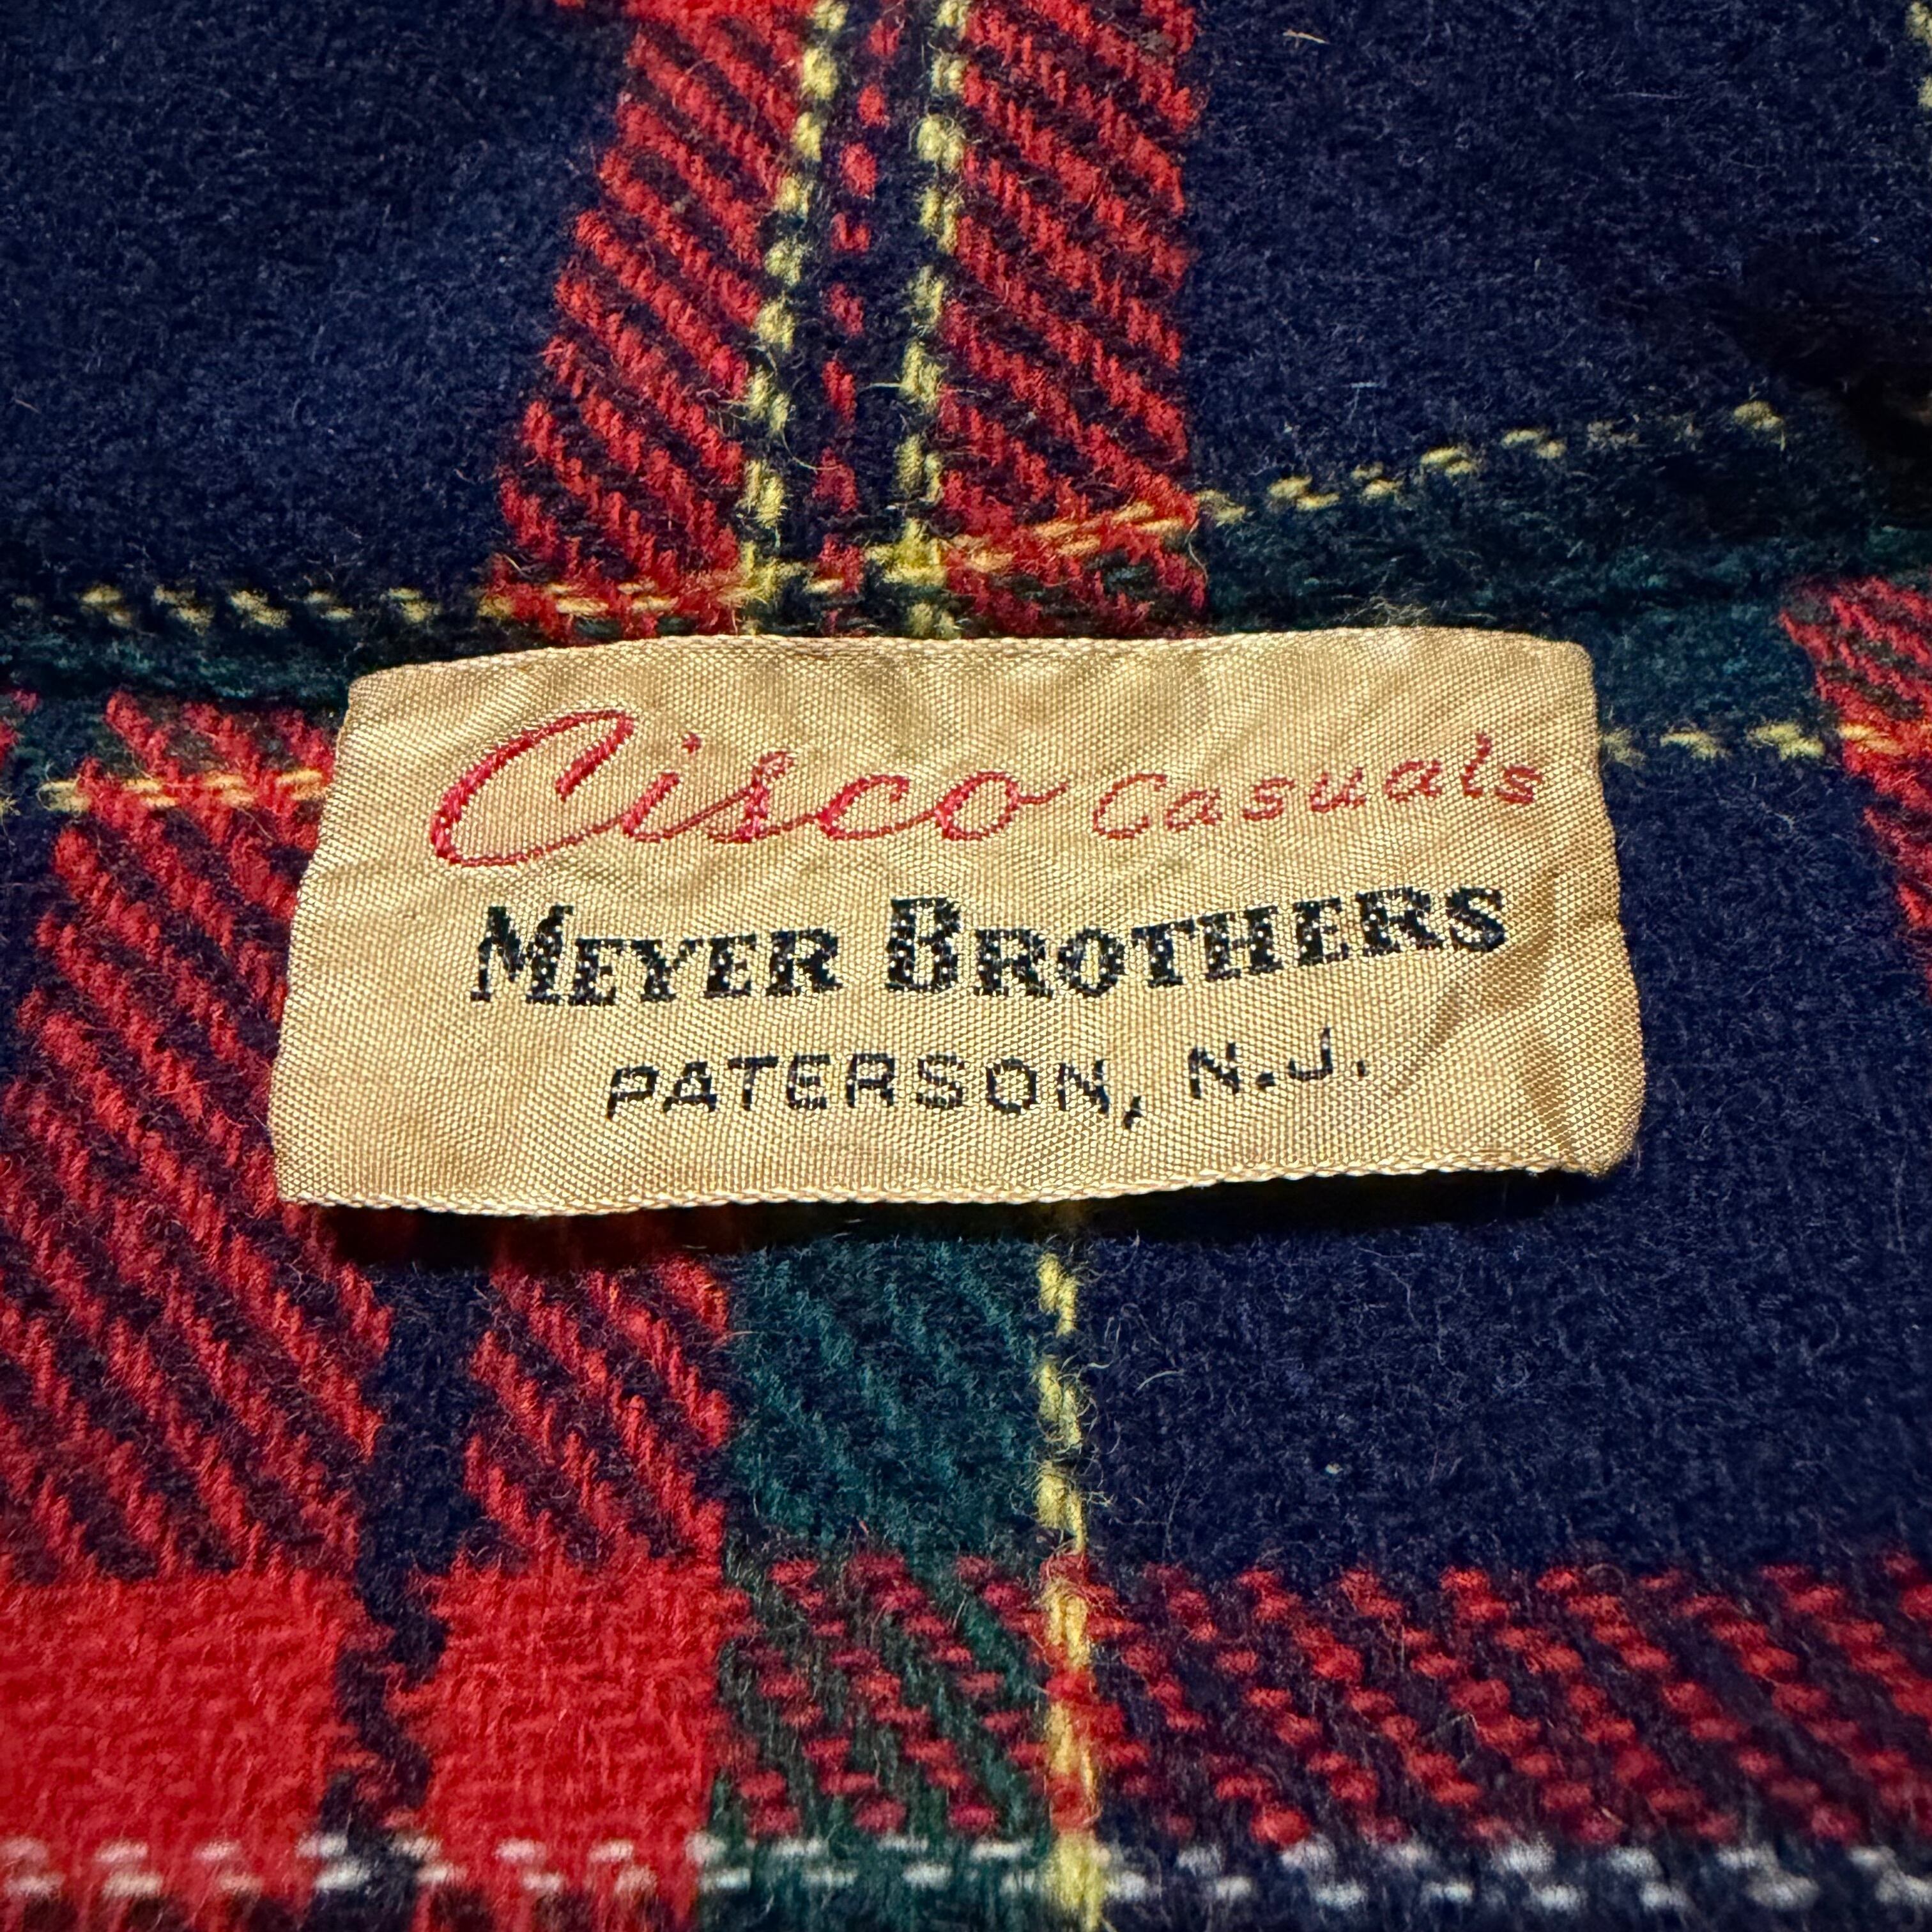 Cisco Casuals
MEYER BROTHERS
PATERSON, N.J.